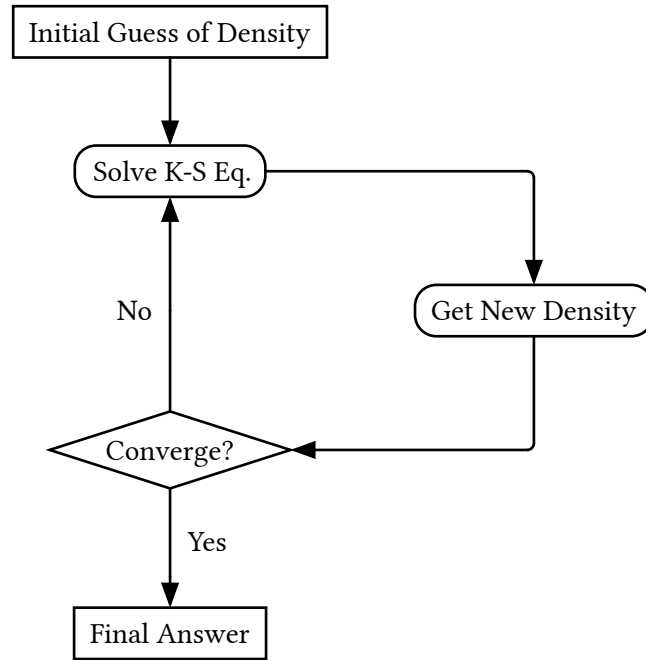 Initial Guess of Density
Solve K-S Eq.
Get New Density
No
Converge?
Yes
Final Answer